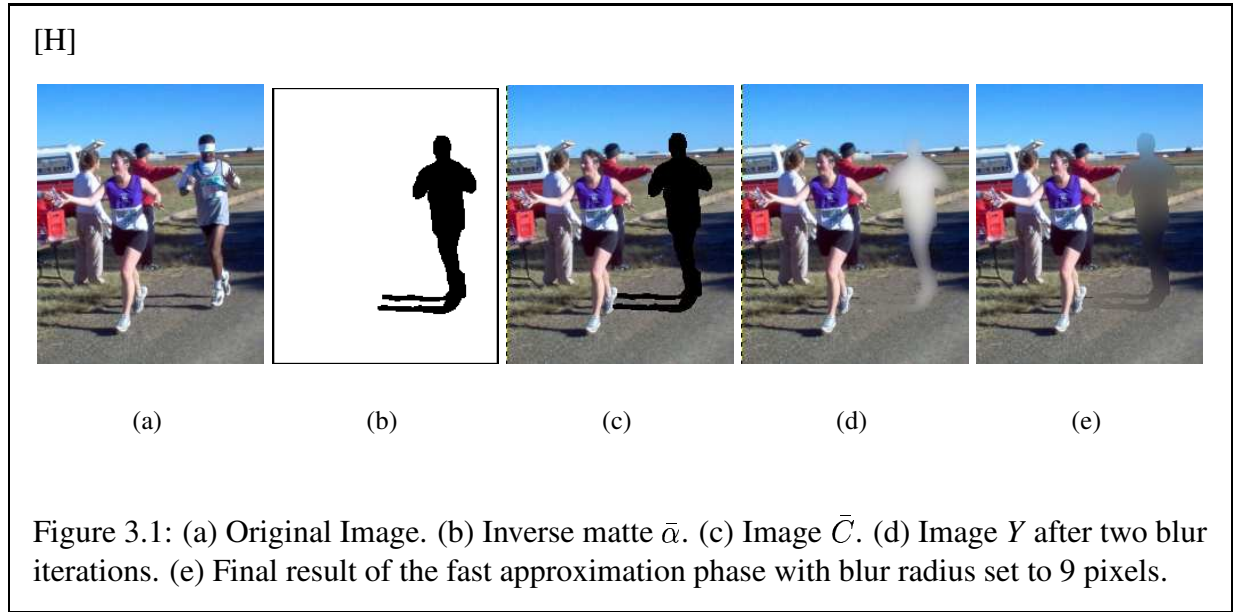 [H]
(a) (b) (c) (d) (e)
Figure 3.1: (a) Original Image. (b) Inverse matte ᾱ. (c) Image C̄. (d) Image Y after two blur
iterations. (e) Final result of the fast approximation phase with blur radius set to 9 pixels.